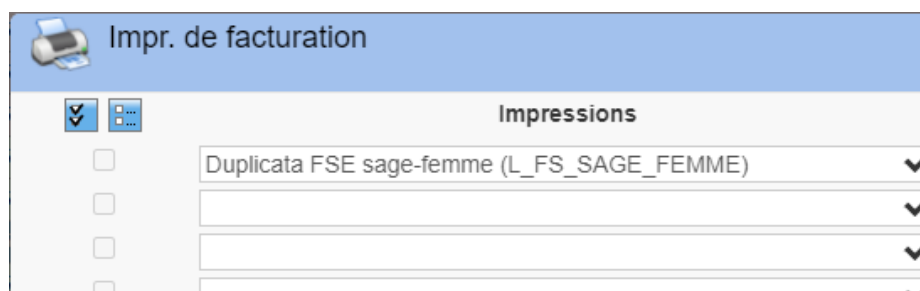 Impr. de facturation
Impressions
Duplicata FSE sage-femme (L_FS_SAGE_FEMME)